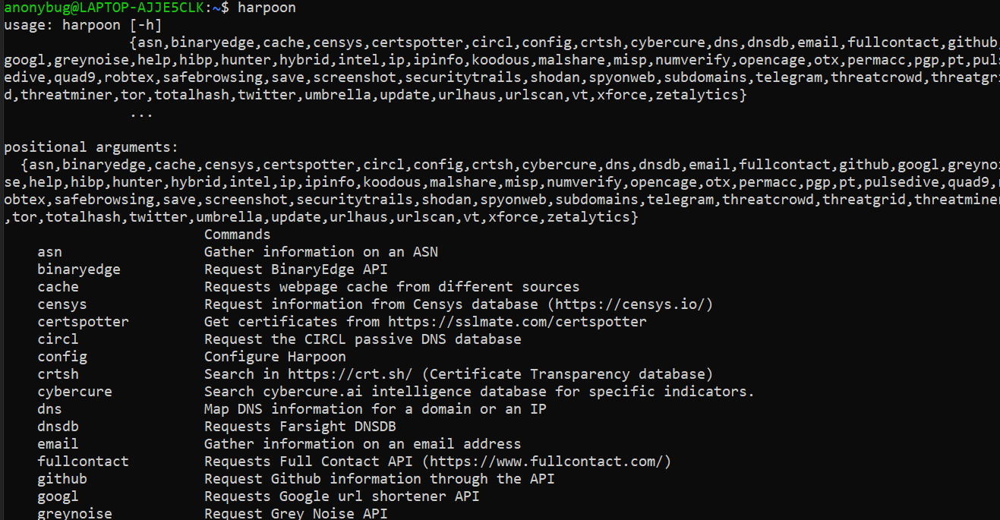 anonybug@LAPTOP-AJJE5CLK:~$ harpoon
usage: harpoon [-h]
{asn,binaryedge,cache,censys,certspotter,circl,config,crtsh,cybercure,dns,dnsdb,email,fullcontact,github,
googl,greynoise,help,hibp,hunter,hybrid,intel,ip,ipinfo,koodous,malshare,misp,numverify,opencage,otx,permacc,pgp,pt,puls
edive,quad9,robtex,safebrowsing,save,screenshot,securitytrails,shodan,spyonweb,subdomains,telegram,threatcrowd,threatgri
d,threatminer,tor,totalhash,twitter,umbrella,update,urlhaus,urlscan,vt,xforce,zetalytics}
...
positional arguments:
{asn,binaryedge,cache,censys,certspotter,circl,config,crtsh,cybercure,dns,dnsdb,email,fullcontact,github,googl,greynoi
se,help,hibp,hunter,hybrid,intel,ip,ipinfo,koodous,malshare,misp,numverify,opencage,otx,permacc,pgp,pt,pulsedive,quad9,r
obtex,safebrowsing,save,screenshot,securitytrails,shodan,spyonweb,subdomains,telegram,threatcrowd,threatgrid,threatminer
,tor,totalhash,twitter,umbrella,update,urlhaus,urlscan,vt,xforce,zetalytics}
Commands
asn Gather information on an ASN
binaryedge Request BinaryEdge API
cache Requests webpage cache from different sources
censys Request information from Censys database (https://censys.io/)
certspotter Get certificates from https://sslmate.com/certspotter
circl Request the CIRCL passive DNS database
config Configure Harpoon
crtsh Search in https://crt.sh/ (Certificate Transparency database)
cybercure Search cybercure.ai intelligence database for specific indicators.
dns Map DNS information for a domain or an IP
dnsdb Requests Farsight DNSDB
email Gather information on an email address
fullcontact Requests Full Contact API (https://www.fullcontact.com/)
github Request Github information through the API
googl Requests Google url shortener API
greynoise Request Grey Noise API